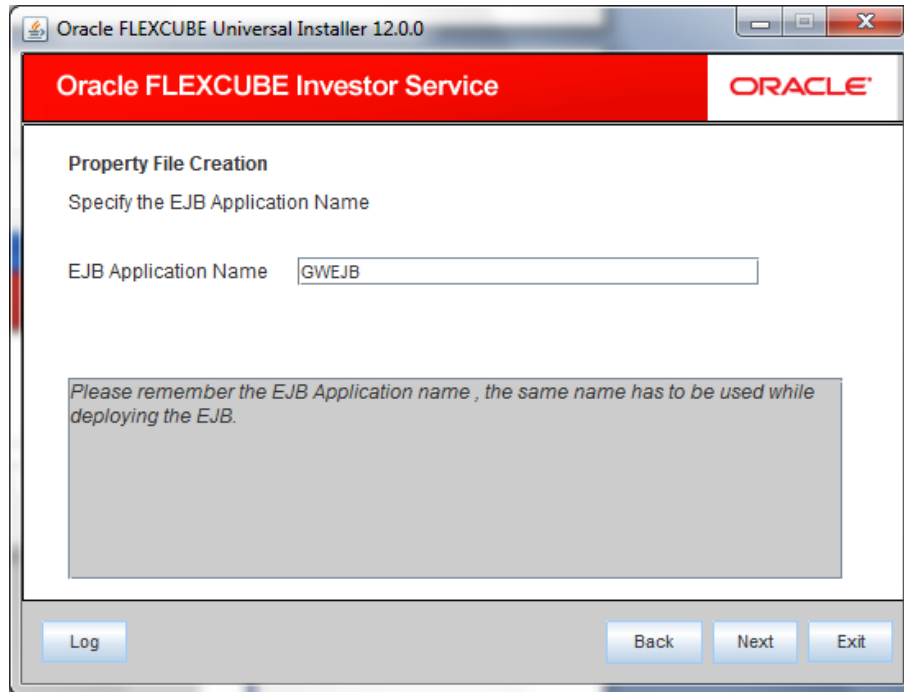 Oracle FLEXCUBE Universal Installer 12.0.0
Oracle FLEXCUBE Investor Service
ORACLE
Property File Creation
Specify the EJB Application Name
EJB Application Name GWEJB
Please remember the EJB Application name , the same name has to be used while
deploying the EJB.
Log Back Next Exit